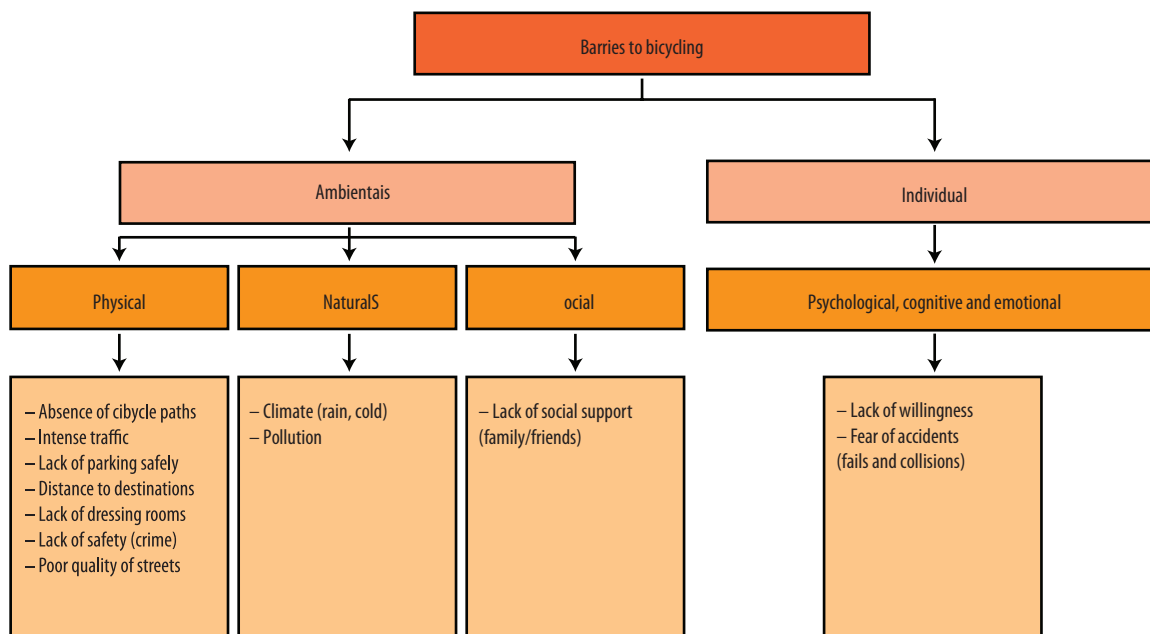 Barries to bicycling
Ambientais
Individual
Physical
NaturalS
ocial
Psychological, cognitive and emotional
– Absence of cibycle paths
– Intense traffic
– Lack of parking safely
– Distance to destinations
– Lack of dressing rooms
– Lack of safety (crime)
– Poor quality of streets
– Climate (rain, cold)
– Pollution
– Lack of social support
(family/friends)
– Lack of willingness
– Fear of accidents
(fails and collisions)